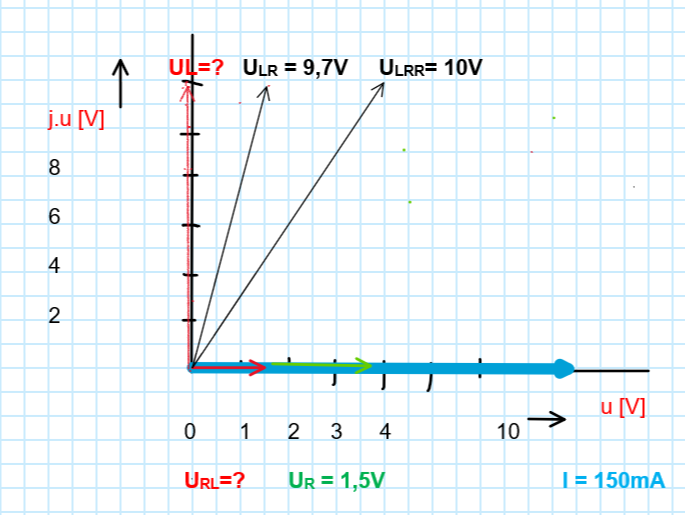 UL=? ULR = 9,7V ULRR= 10V
j.u [V]
8
6
4
2
u [V]
0 1 2 3 4 10
URL=? UR = 1,5V I = 150mA